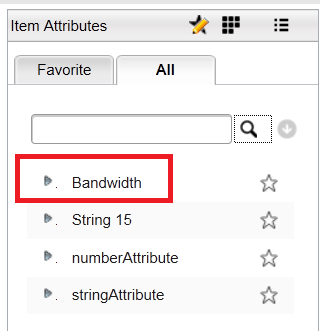 Item Attributes
Favorite All
Bandwidth
String 15
numberAttribute
stringAttribute